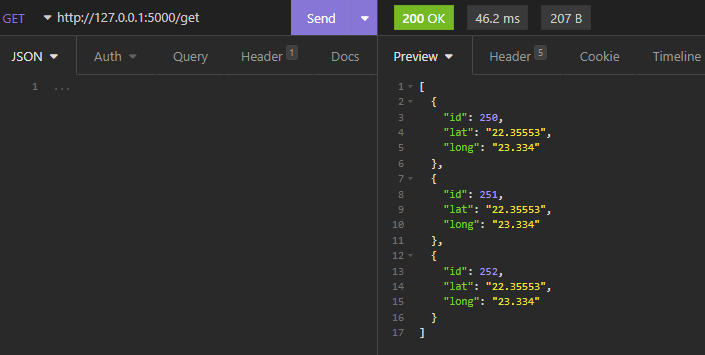 GET http://127.0.0.1:5000/get Send 200 OK 46.2 ms 207 B
JSON Auth Query Header 1 Docs Preview Header 5 Cookie Timeline
1 ...
1 [
2 {
3 "id": 250,
4 "lat": "22.35553",
5 "long": "23.334"
6 },
7 {
8 "id": 251,
9 "lat": "22.35553",
10 "long": "23.334"
11 },
12 {
13 "id": 252,
14 "lat": "22.35553",
15 "long": "23.334"
16 }
17 ]